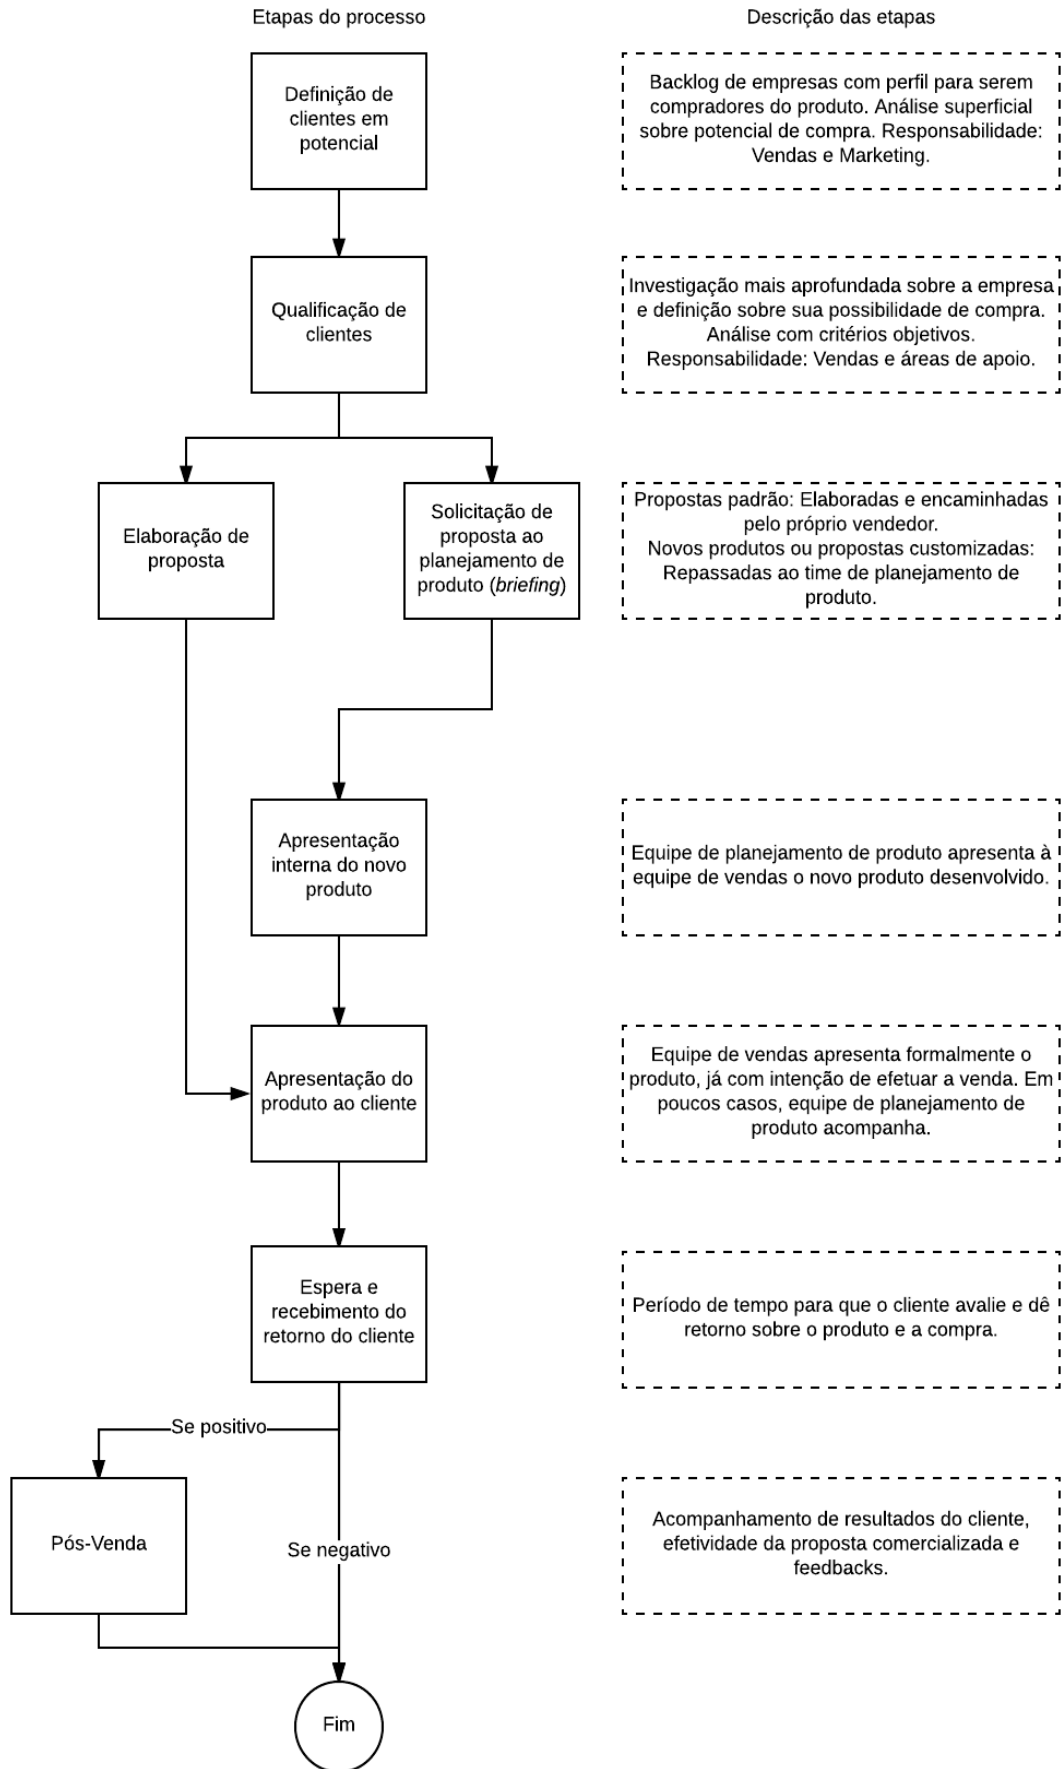 Etapas do processo
Descrição das etapas
Definição de
clientes em
potencial
Backlog de empresas com perfil para serem
compradores do produto. Análise superficial
sobre potencial de compra. Responsabilidade:
Vendas e Marketing.
Qualificação de
clientes
Investigação mais aprofundada sobre a empresa
e definição sobre sua possibilidade de compra.
Análise com critérios objetivos.
Responsabilidade: Vendas e áreas de apoio.
Elaboração de
proposta
Solicitação de
proposta ao
planejamento de
produto (briefing)
Propostas padrão: Elaboradas e encaminhadas
pelo próprio vendedor.
Novos produtos ou propostas customizadas:
Repassadas ao time de planejamento de
produto.
Apresentação
interna do novo
produto
Equipe de planejamento de produto apresenta à
equipe de vendas o novo produto desenvolvido.
Apresentação do
produto ao cliente
Equipe de vendas apresenta formalmente o
produto, já com intenção de efetuar a venda. Em
poucos casos, equipe de planejamento de
produto acompanha.
Espera e
recebimento do
retorno do cliente
Período de tempo para que o cliente avalie e dê
retorno sobre o produto e a compra.
Se positivo
Pós-Venda
Se negativo
Acompanhamento de resultados do cliente,
efetividade da proposta comercializada e
feedbacks.
Fim